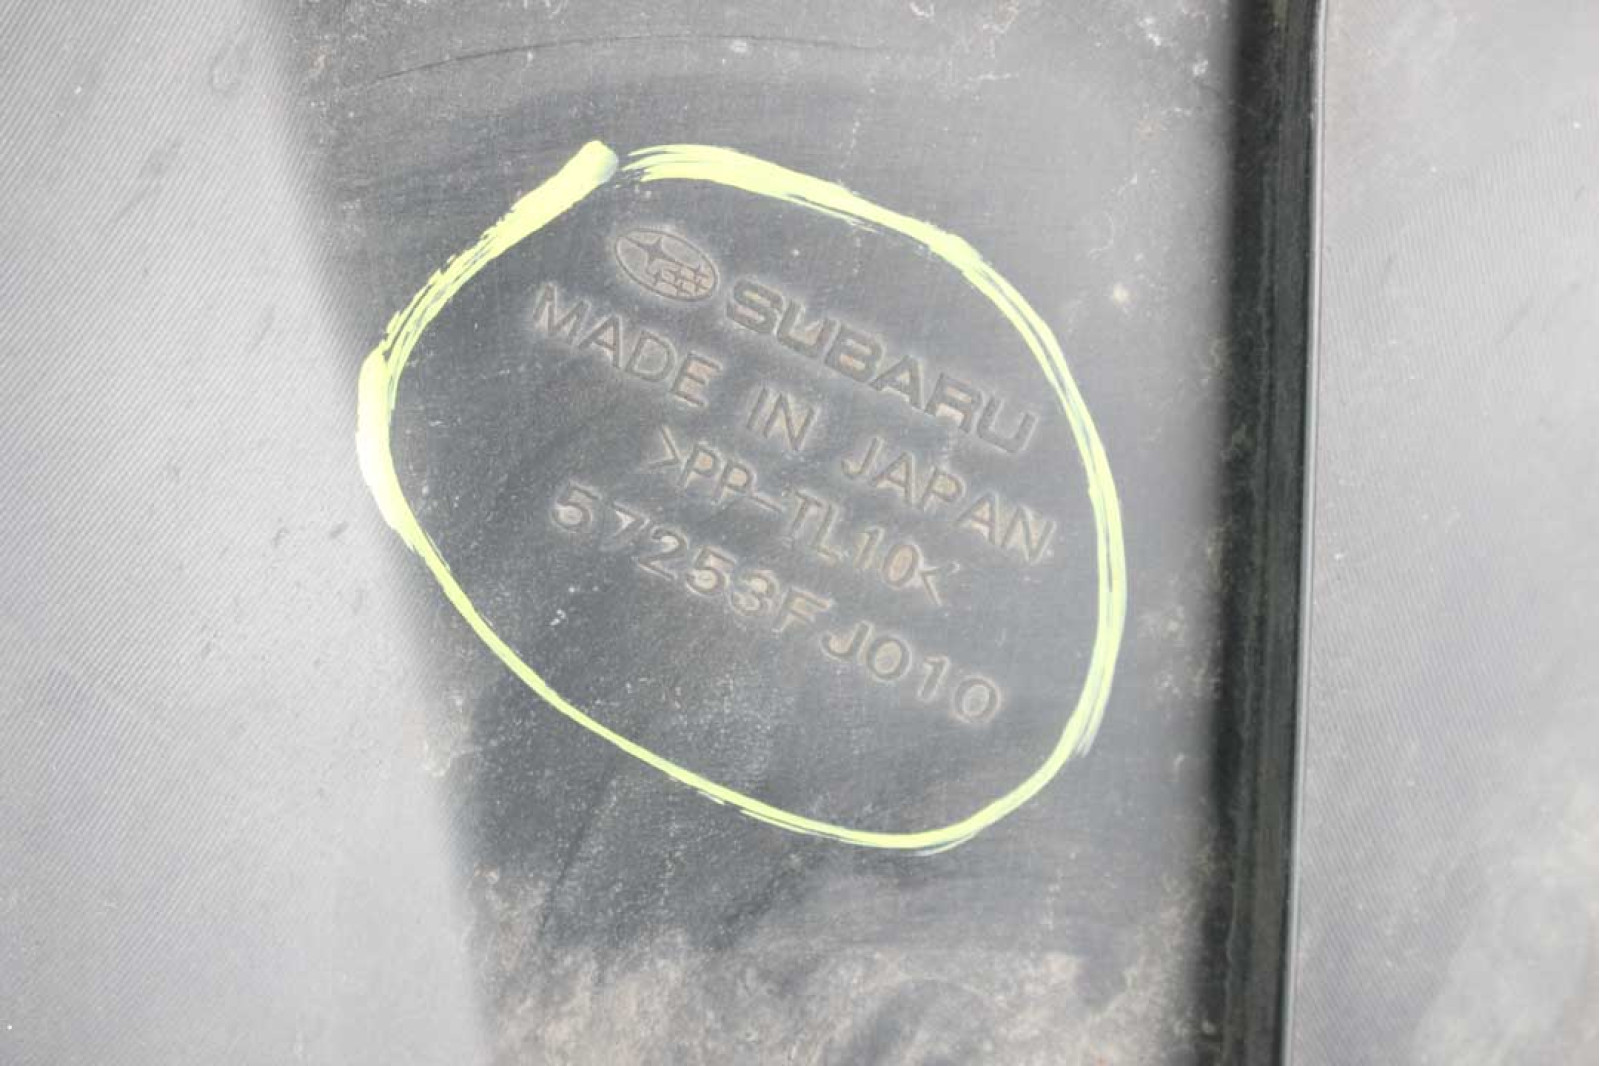 SUBARU
MADE IN JAPAN
>PP-TL10<
57253FJ010